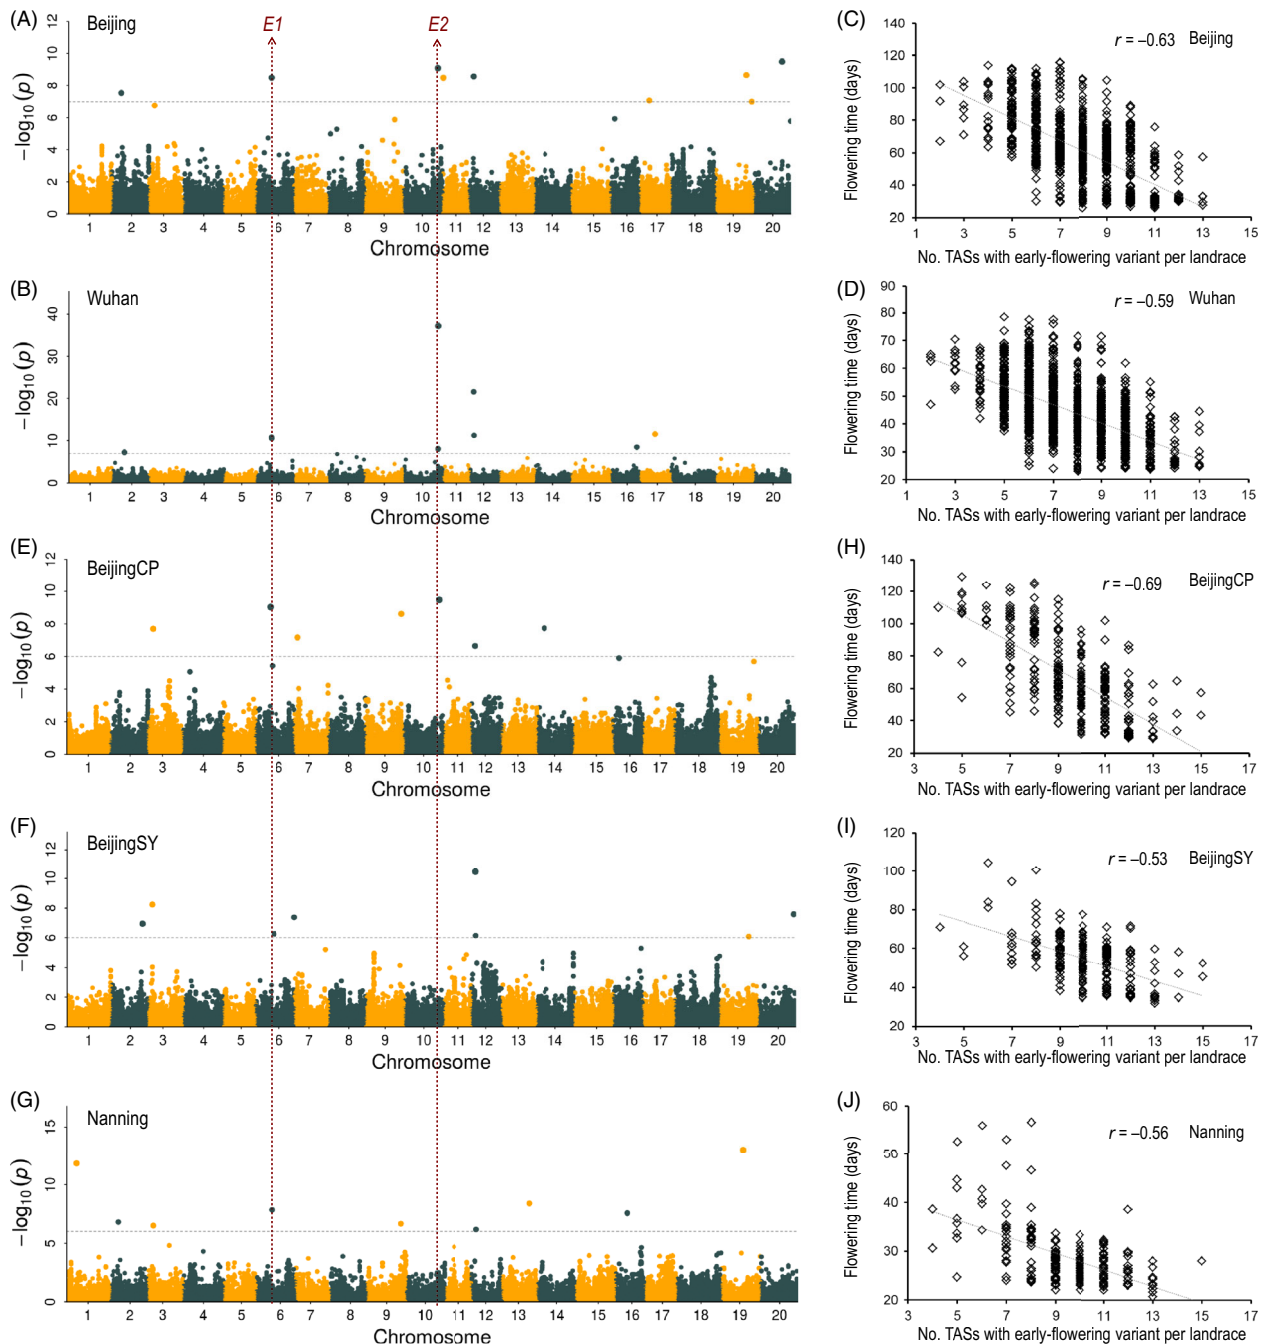 (A)
Beijing
E1
E2
12
10
8
6
4
2
0
−log10(p)
1 2 3 4 5 6 7 8 9 10 11 12 13 14 15 16 17 18 19 20
Chromosome
(C)
r = −0.63 Beijing
140
120
100
80
60
40
20
Flowering time (days)
1 3 5 7 9 11 13 15
No. TASs with early-flowering variant per landrace
(B)
Wuhan
40
30
20
10
0
−log10(p)
1 2 3 4 5 6 7 8 9 10 11 12 13 14 15 16 17 18 19 20
Chromosome
(D)
r = −0.59 Wuhan
90
80
70
60
50
40
30
20
Flowering time (days)
1 3 5 7 9 11 13 15
No. TASs with early-flowering variant per landrace
(E)
BeijingCP
12
10
8
6
4
2
0
−log10(p)
1 2 3 4 5 6 7 8 9 10 11 12 13 14 15 16 17 18 19 20
Chromosome
(H)
r = −0.69 BeijingCP
140
120
100
80
60
40
20
Flowering time (days)
3 5 7 9 11 13 15 17
No. TASs with early-flowering variant per landrace
(F)
BeijingSY
12
10
8
6
4
2
0
−log10(p)
1 2 3 4 5 6 7 8 9 10 11 12 13 14 15 16 17 18 19 20
Chromosome
(I)
r = −0.53 BeijingSY
120
100
80
60
40
20
Flowering time (days)
3 5 7 9 11 13 15 17
No. TASs with early-flowering variant per landrace
(G)
Nanning
15
10
5
0
−log10(p)
1 2 3 4 5 6 7 8 9 10 11 12 13 14 15 16 17 18 19 20
Chromosome
(J)
r = −0.56 Nanning
60
50
40
30
20
Flowering time (days)
3 5 7 9 11 13 15 17
No. TASs with early-flowering variant per landrace